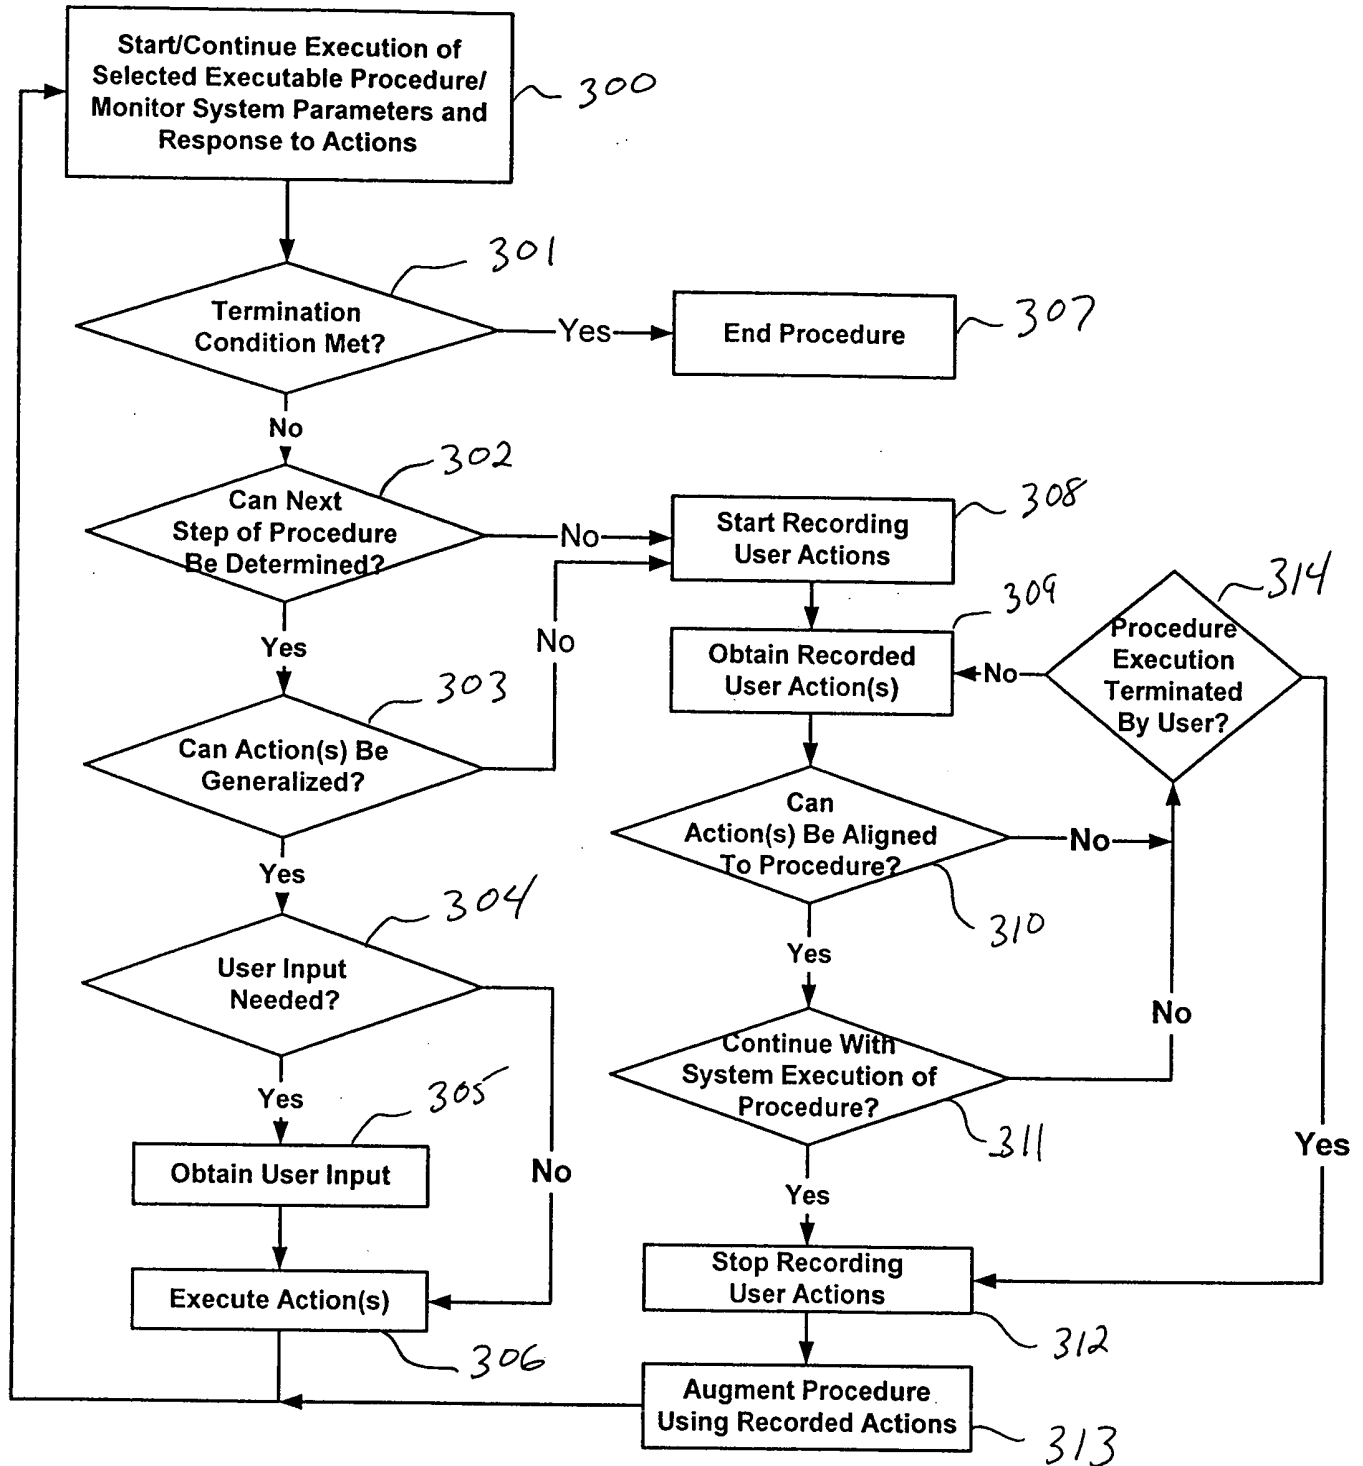 Start/Continue Execution of
Selected Executable Procedure/
Monitor System Parameters and
Response to Actions
300
301
Termination
Condition Met?
Yes
End Procedure
307
No
302
Can Next
Step of Procedure
Be Determined?
No
Start Recording
User Actions
308
Yes
No
309
Obtain Recorded
User Action(s)
No
314
Procedure
Execution
Terminated
By User?
303
Can Action(s) Be
Generalized?
Can
Action(s) Be Aligned
To Procedure?
No
310
Yes
304
User Input
Needed?
Yes
No
Continue With
System Execution of
Procedure?
311
Yes
305
Obtain User Input
No
Yes
Yes
Execute Action(s)
306
Stop Recording
User Actions
312
Augment Procedure
Using Recorded Actions
313